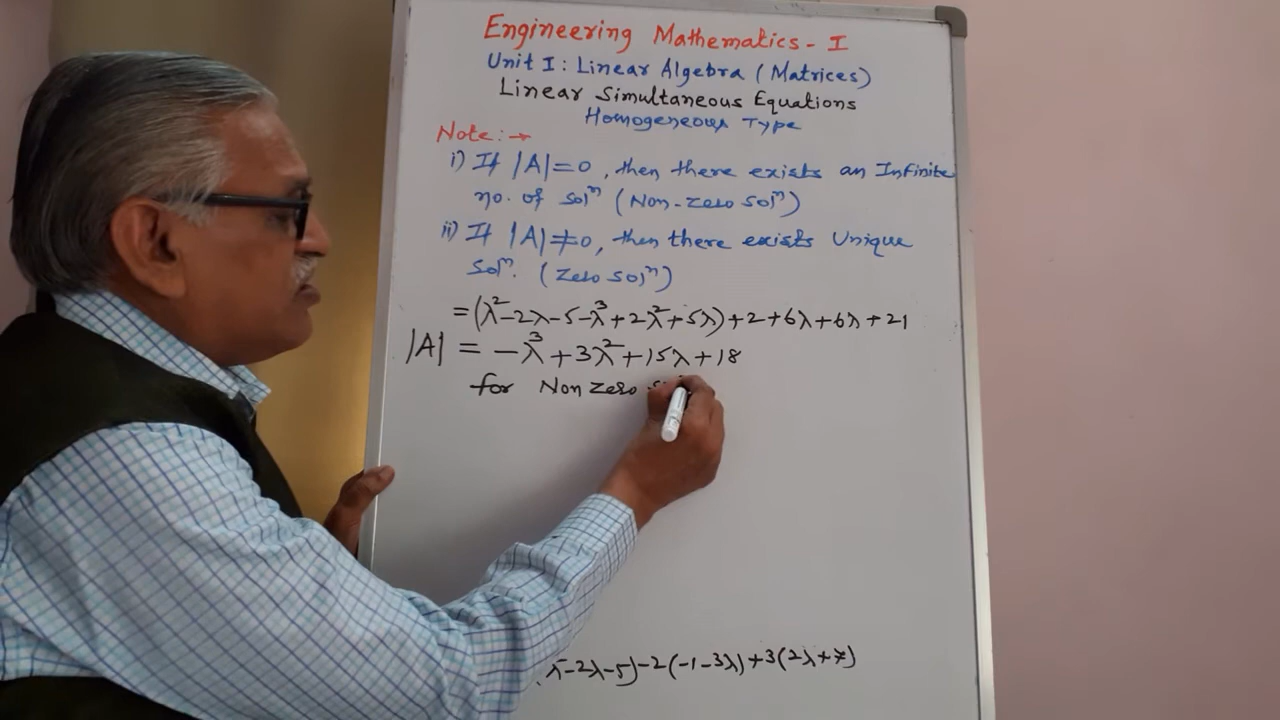 Engineering Mathematics - I
Unit I : Linear Algebra (Matrices)
Linear Simultaneous Equations
Homogeneous Type
Note: →
i) If |A|=0, then there exists an Infinite
no. of solⁿ (Non-zero solⁿ)
ii) If |A|≠0, then there exists Unique
Solⁿ. (Zero solⁿ)
=(λ²-2λ-5-λ³+2λ²+5λ)+2+6λ+6λ+21
|A| = -λ³+3λ²+15λ+18
for Non zero
-2λ-5)-2(-1-3λ)+3(2λ+7)